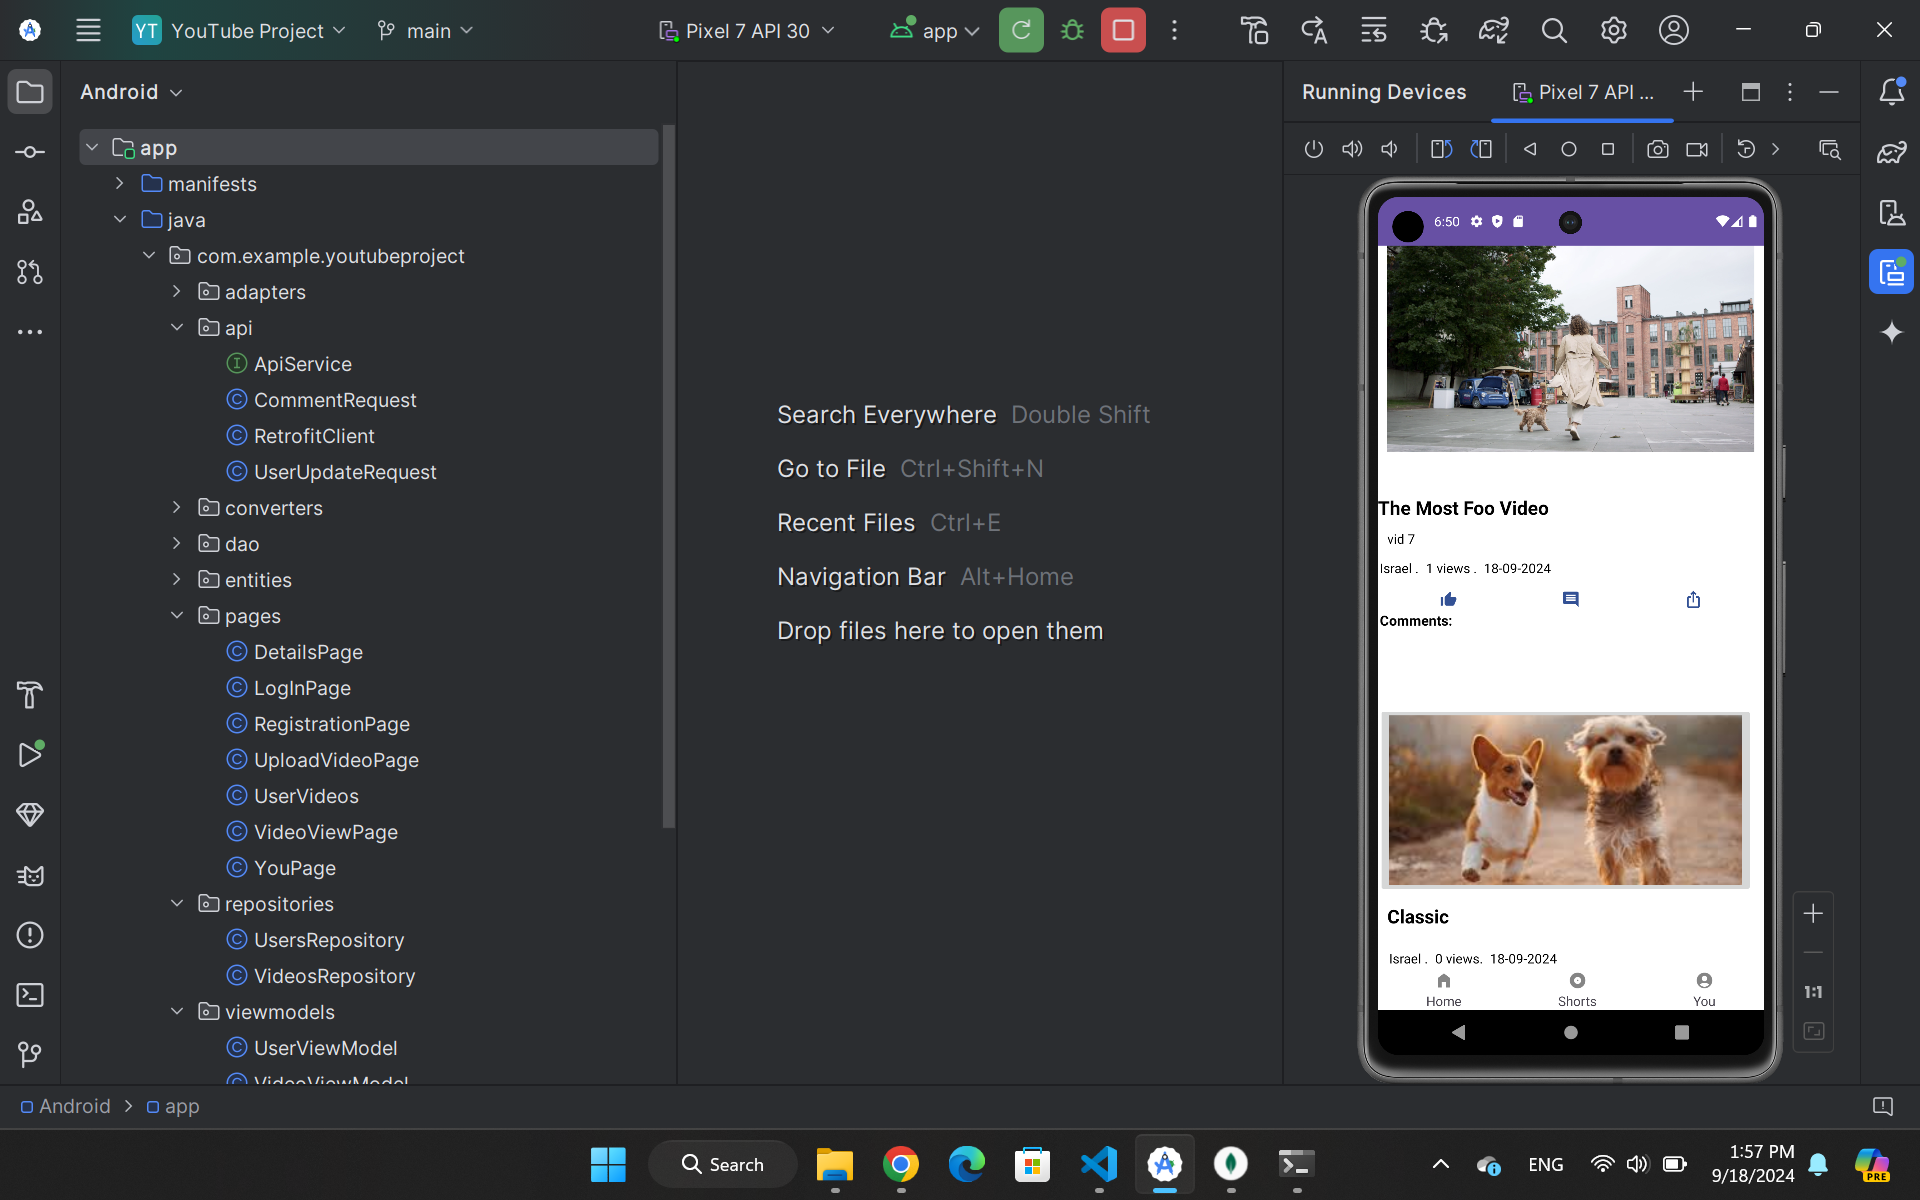 YT YouTube Project
main
Pixel 7 API 30
app
Android
app
manifests
java
com.example.youtubeproject
adapters
api
ApiService
CommentRequest
RetrofitClient
UserUpdateRequest
converters
dao
entities
pages
DetailsPage
LogInPage
RegistrationPage
UploadVideoPage
UserVideos
VideoViewPage
YouPage
repositories
UsersRepository
VideosRepository
viewmodels
UserViewModel
VideoViewModel
Search Everywhere Double Shift
Go to File Ctrl+Shift+N
Recent Files Ctrl+E
Navigation Bar Alt+Home
Drop files here to open them
Running Devices
Pixel 7 API ...
6:50
The Most Foo Video
vid 7
Israel . 1 views . 18-09-2024
Comments:
Classic
Israel . 0 views. 18-09-2024
Home
Shorts
You
1:1
Android
app
Search
ENG
1:57 PM
9/18/2024
PRE